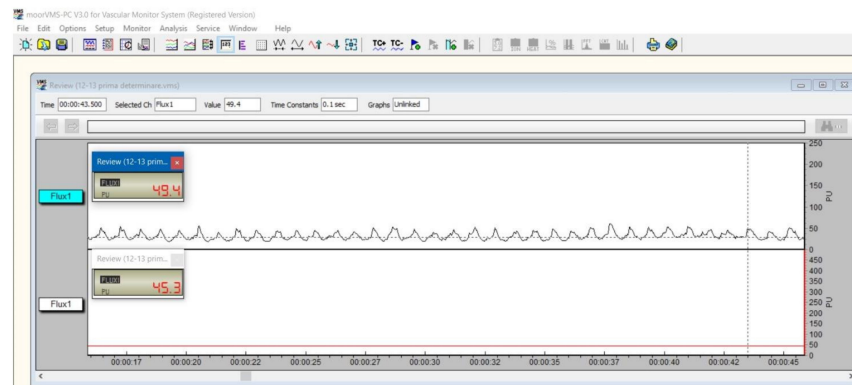 moorVMS-PC V3.0 for Vascular Monitor System (Registered Version)
File Edit Options Setup Monitor Analysis Service Window Help
TC+ TC-
Review (12-13 prima determinare.vms)
Time 00:00:43.500 Selected Ch Flux1 Value 49.4 Time Constants 0.1 sec Graphs Unlinked
Review (12-13 prim...
FLUX1
PU 49.4
Flux1
250
200
150
100
50
0
PU
Review (12-13 prim...
FLUX1
PU 45.3
Flux1
450
400
350
300
250
200
150
100
50
0
PU
00:00:17 00:00:20 00:00:22 00:00:25 00:00:27 00:00:30 00:00:32 00:00:35 00:00:37 00:00:40 00:00:42 00:00:45